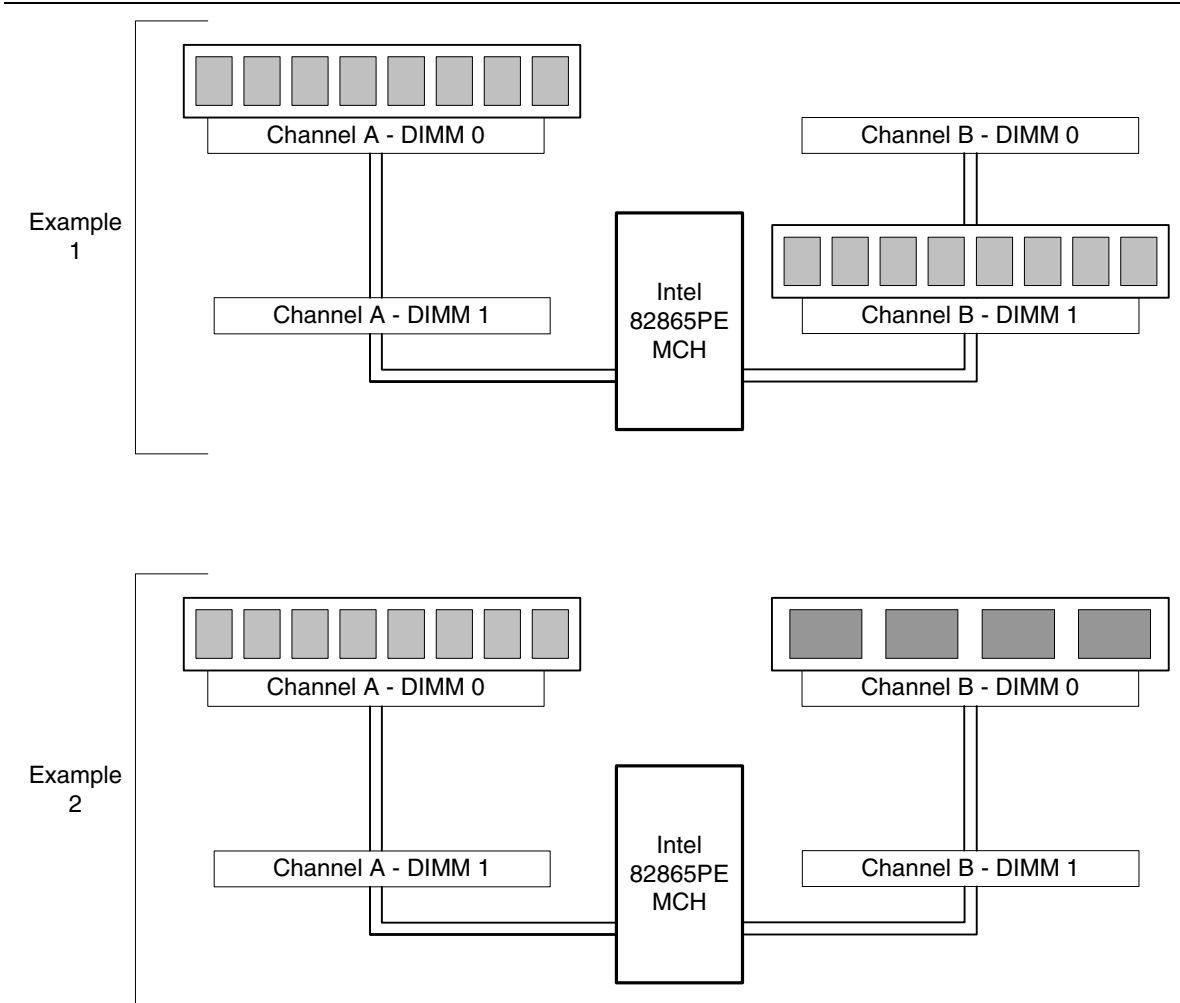 Example
1
Channel A - DIMM 0
Channel B - DIMM 0
Channel A - DIMM 1
Intel
82865PE
MCH
Channel B - DIMM 1
Example
2
Channel A - DIMM 0
Channel B - DIMM 0
Channel A - DIMM 1
Intel
82865PE
MCH
Channel B - DIMM 1